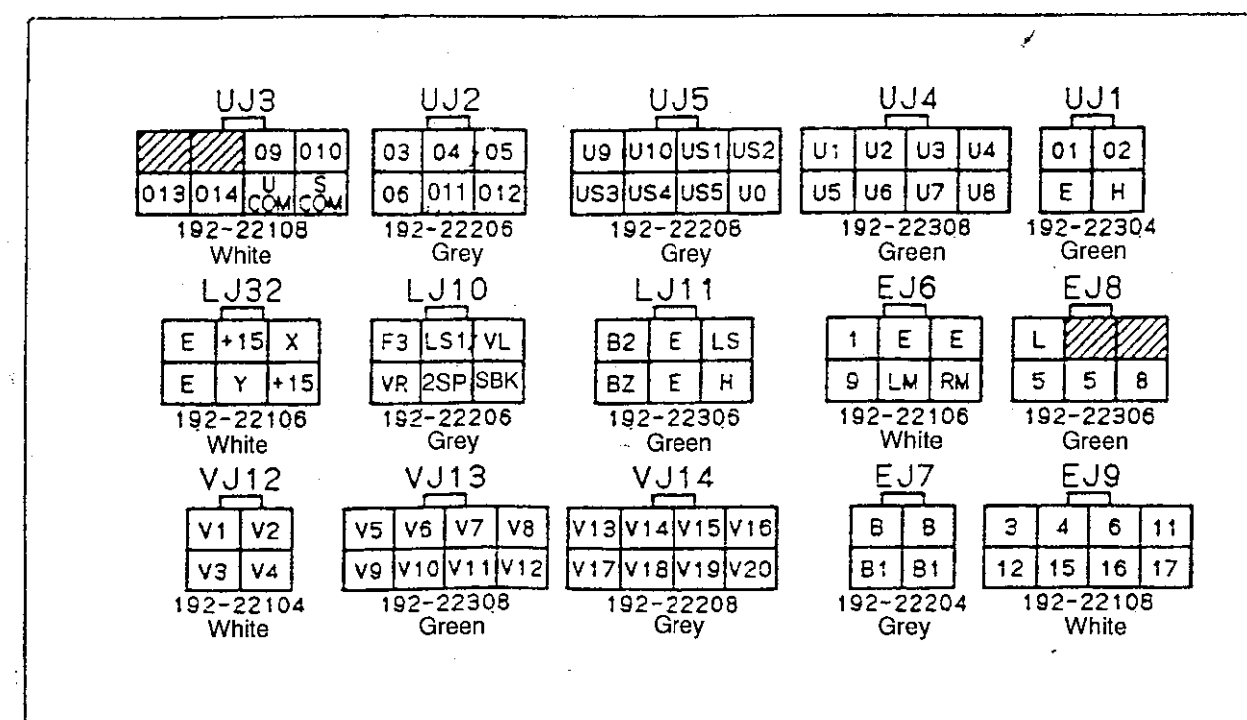 UJ3 UJ2 UJ5 UJ4 UJ1
09 010 03 04 05 U9 U10 US1 US2 U1 U2 U3 U4 01 02
013 014 U COM S COM 06 011 012 US3 US4 US5 U0 U5 U6 U7 U8 E H
192-22108 192-22206 192-22208 192-22308 192-22304
White Grey Grey Green Green
LJ32 LJ10 LJ11 EJ6 EJ8
E +15 X F3 LS1 VL B2 E LS 1 E E L
E Y +15 VR 2SP SBK BZ E H 9 LM RM 5 5 8
192-22106 192-22206 192-22306 192-22106 192-22306
White Grey Green White Green
VJ12 VJ13 VJ14 EJ7 EJ9
V1 V2 V5 V6 V7 V8 V13 V14 V15 V16 B B 3 4 6 11
V3 V4 V9 V10 V11 V12 V17 V18 V19 V20 B1 B1 12 15 16 17
192-22104 192-22308 192-22208 192-22204 192-22108
White Green Grey Grey White